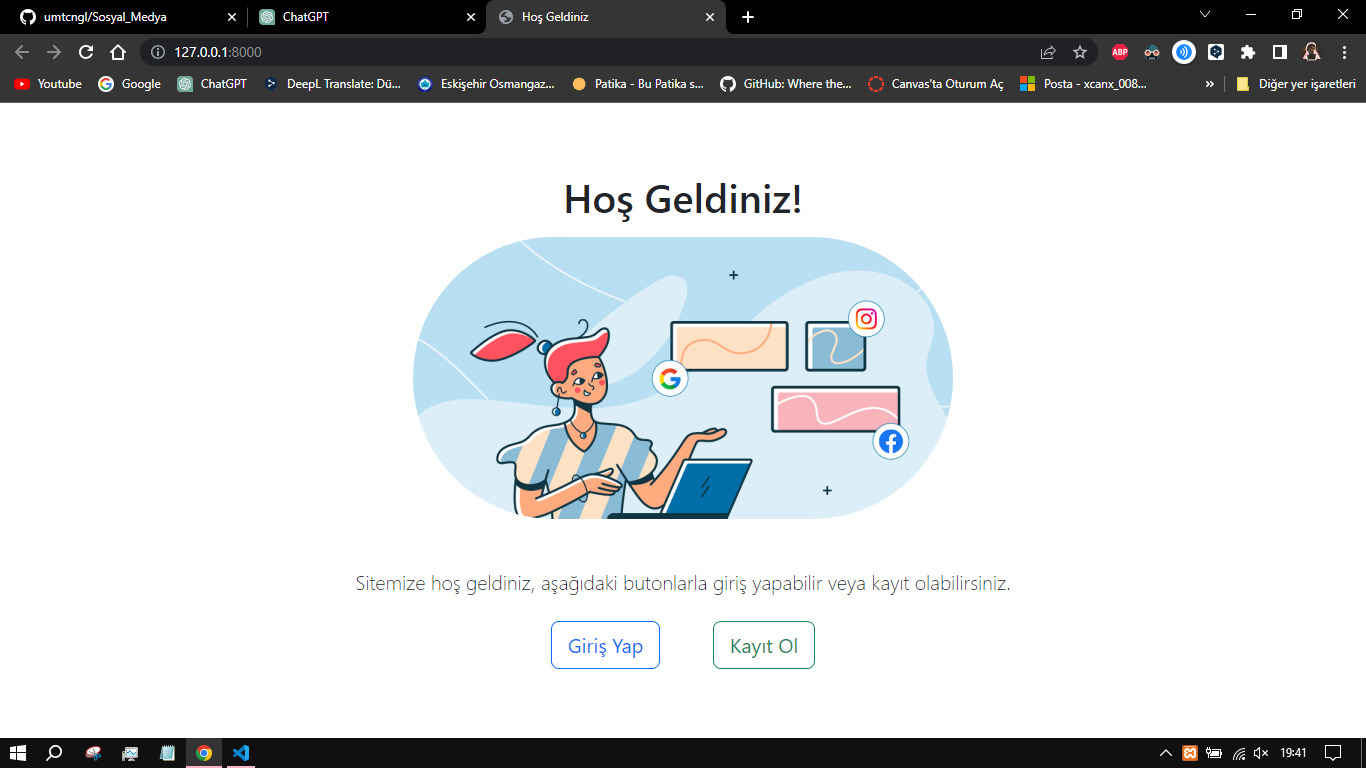 umtcngl/Sosyal_Medya
ChatGPT
Hoş Geldiniz
127.0.0.1:8000
ABP
Youtube
Google
ChatGPT
DeepL Translate: Dü...
Eskişehir Osmangaz...
Patika - Bu Patika s...
GitHub: Where the...
Canvas'ta Oturum Aç
Posta - xcanx_008...
»
Diğer yer işaretleri
Hoş Geldiniz!
Sitemize hoş geldiniz, aşağıdaki butonlarla giriş yapabilir veya kayıt olabilirsiniz.
Giriş Yap
Kayıt Ol
19:41